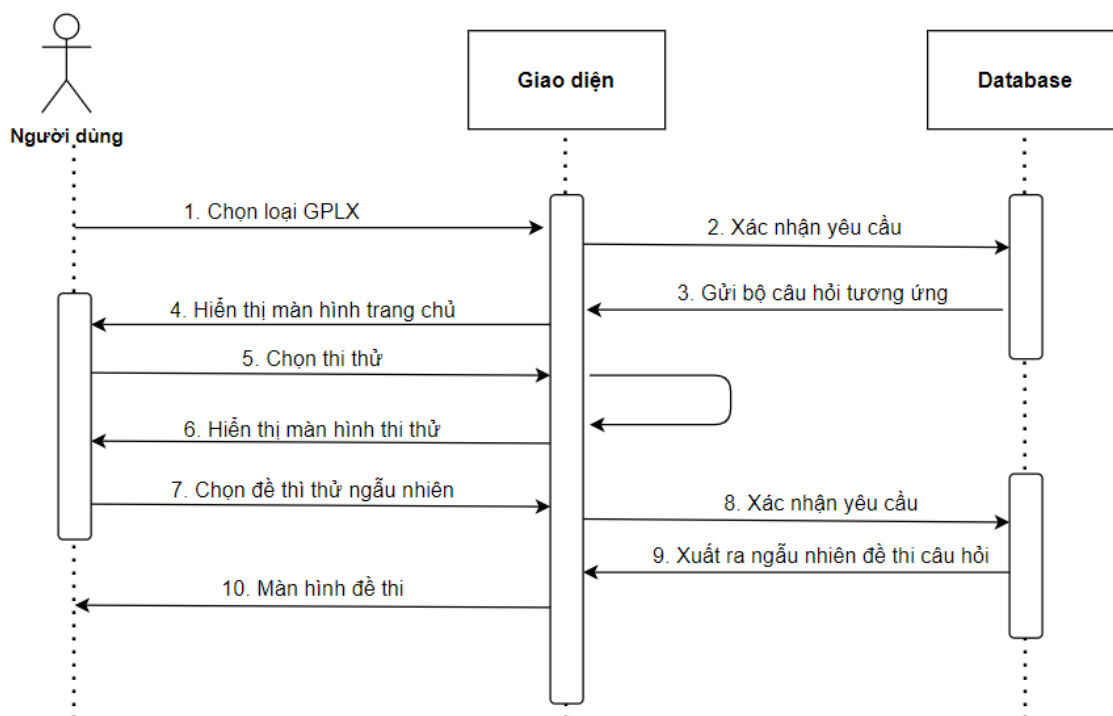 Người dùng
Giao diện
Database
1. Chọn loại GPLX
2. Xác nhận yêu cầu
3. Gửi bộ câu hỏi tương ứng
4. Hiển thị màn hình trang chủ
5. Chọn thi thử
6. Hiển thị màn hình thi thử
7. Chọn đề thì thử ngẫu nhiên
8. Xác nhận yêu cầu
9. Xuất ra ngẫu nhiên đề thi câu hỏi
10. Màn hình đề thi